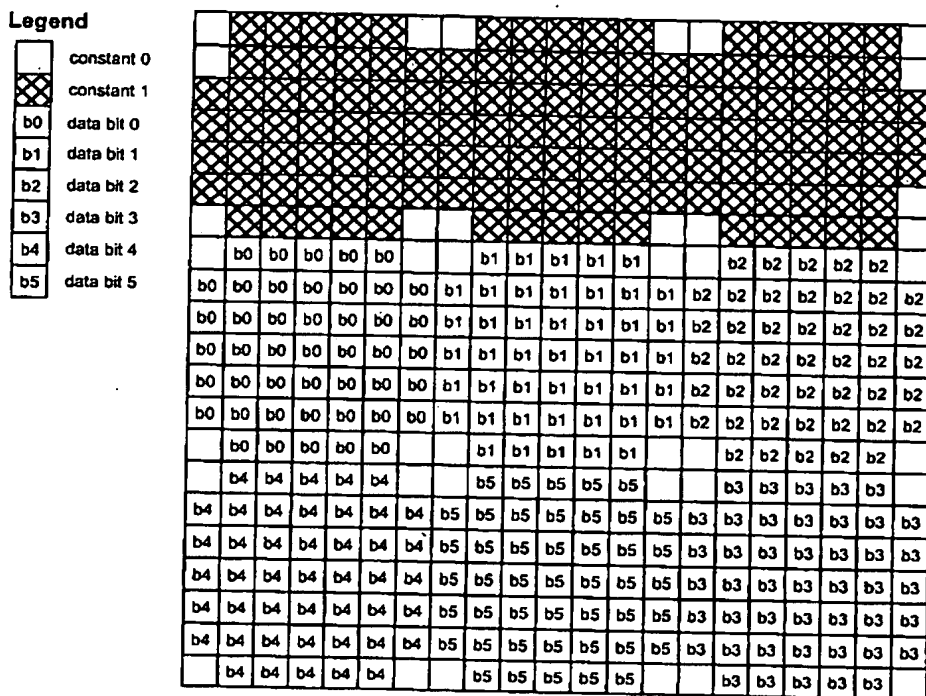 Legend
constant 0
constant 1
b0 data bit 0
b1 data bit 1
b2 data bit 2
b3 data bit 3
b4 data bit 4
b5 data bit 5
b0 b0 b0 b0 b0 b1 b1 b1 b1 b1 b2 b2 b2 b2 b2
b0 b0 b0 b0 b0 b0 b0 b1 b1 b1 b1 b1 b1 b1 b2 b2 b2 b2 b2 b2 b2
b0 b0 b0 b0 b0 b0 b0 b1 b1 b1 b1 b1 b1 b1 b2 b2 b2 b2 b2 b2 b2
b0 b0 b0 b0 b0 b0 b0 b1 b1 b1 b1 b1 b1 b1 b2 b2 b2 b2 b2 b2 b2
b0 b0 b0 b0 b0 b0 b0 b1 b1 b1 b1 b1 b1 b1 b2 b2 b2 b2 b2 b2 b2
b0 b0 b0 b0 b0 b0 b0 b1 b1 b1 b1 b1 b1 b1 b2 b2 b2 b2 b2 b2 b2
b0 b0 b0 b0 b0 b1 b1 b1 b1 b1 b2 b2 b2 b2 b2
b4 b4 b4 b4 b4 b5 b5 b5 b5 b5 b3 b3 b3 b3 b3
b4 b4 b4 b4 b4 b4 b4 b5 b5 b5 b5 b5 b5 b5 b3 b3 b3 b3 b3 b3 b3
b4 b4 b4 b4 b4 b4 b4 b5 b5 b5 b5 b5 b5 b5 b3 b3 b3 b3 b3 b3 b3
b4 b4 b4 b4 b4 b4 b4 b5 b5 b5 b5 b5 b5 b5 b3 b3 b3 b3 b3 b3 b3
b4 b4 b4 b4 b4 b4 b4 b5 b5 b5 b5 b5 b5 b5 b3 b3 b3 b3 b3 b3 b3
b4 b4 b4 b4 b4 b4 b4 b5 b5 b5 b5 b5 b5 b5 b3 b3 b3 b3 b3 b3 b3
b4 b4 b4 b4 b4 b5 b5 b5 b5 b5 b3 b3 b3 b3 b3